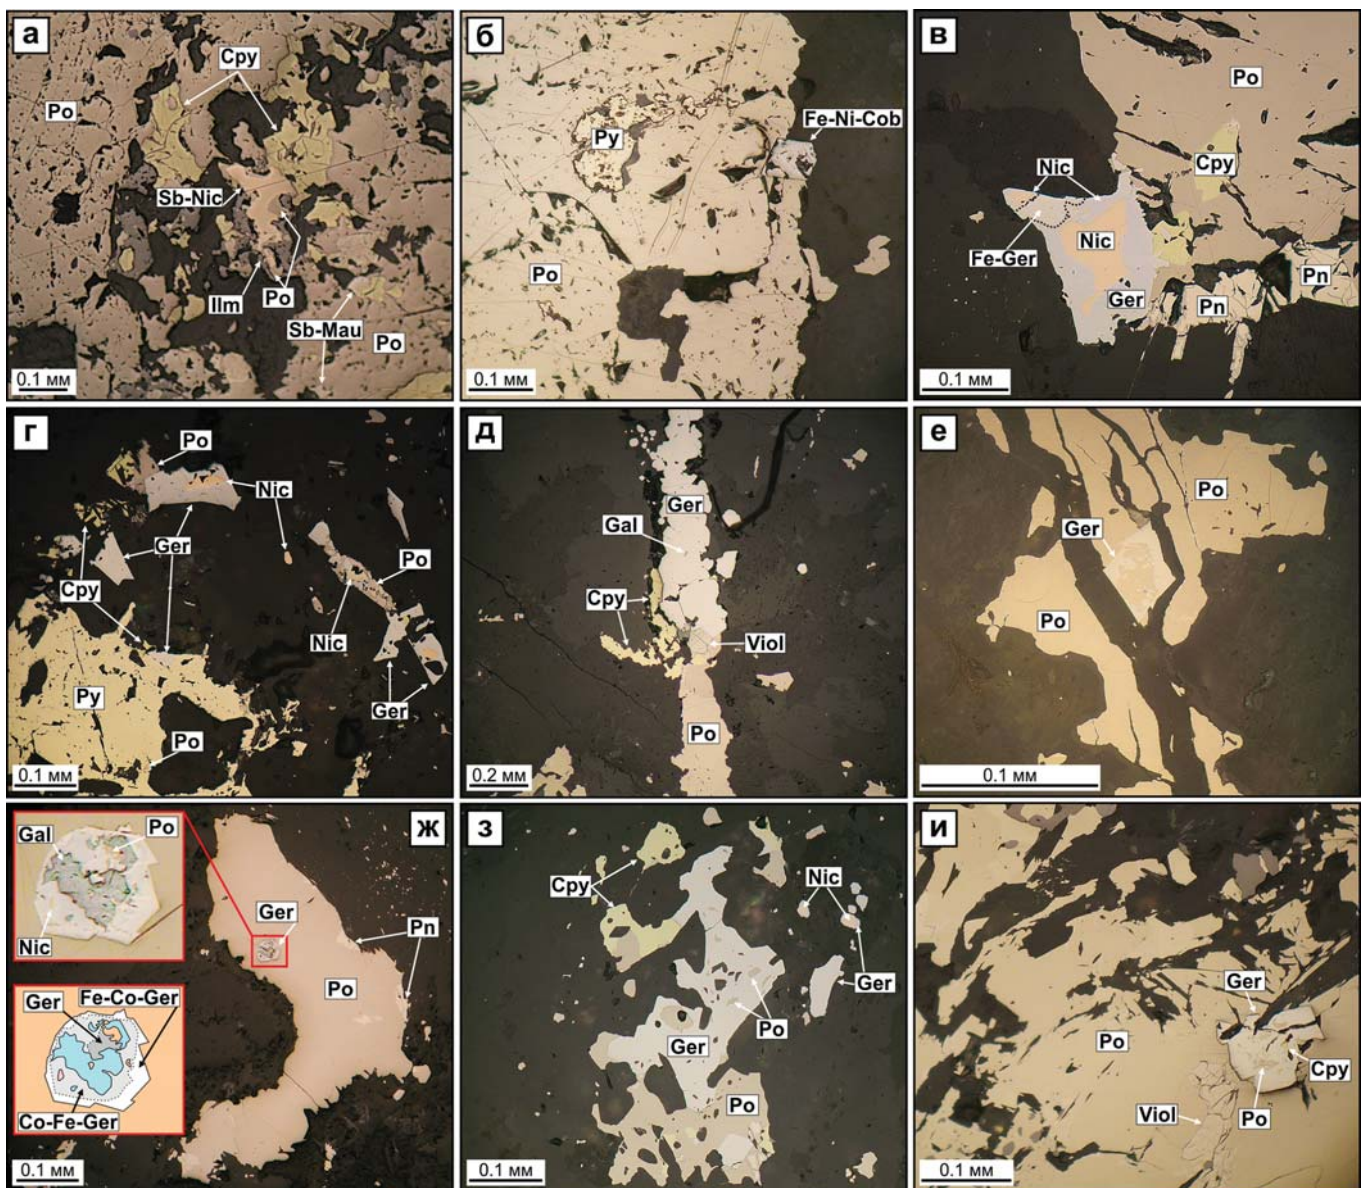 а
Cpy
Po
Sb-Nic
Ilm
Po
Sb-Mau
Po
0.1 мм
б
Py
Fe-Ni-Cob
Po
0.1 мм
в
Po
Nic
Cpy
Nic
Fe-Ger
Ger
Pn
Pn
0.1 мм
г
Po
Nic
Ger
Po
Cpy
Nic
Py
Ger
Po
0.1 мм
д
Ger
Gal
Cpy
Viol
Po
0.2 мм
е
Po
Ger
Po
0.1 мм
ж
Gal
Po
Nic
Ger
Pn
Po
Ger
Fe-Co-Ger
Co-Fe-Ger
0.1 мм
з
Cpy
Nic
Ger
Po
Ger
Po
0.1 мм
и
Ger
Po
Cpy
Viol
Po
0.1 мм